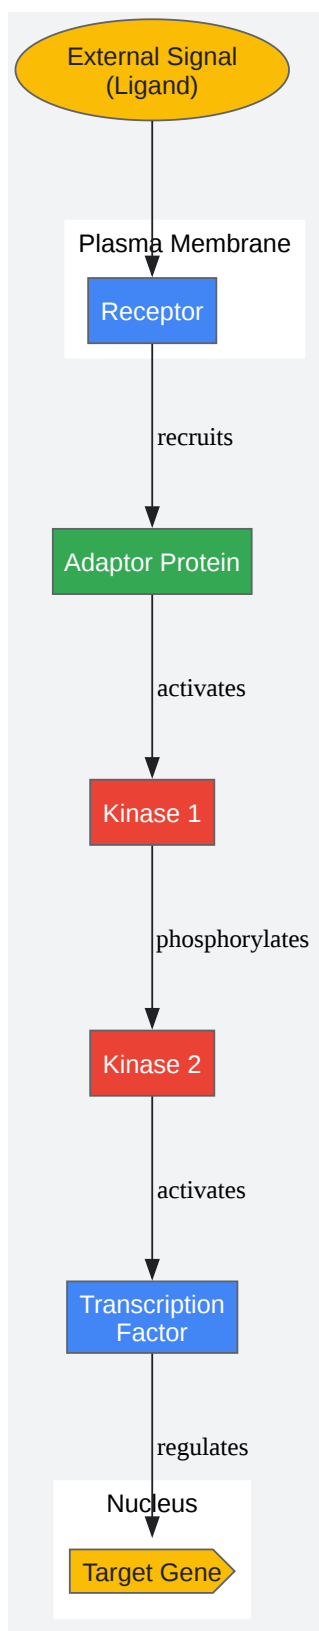 External Signal
(Ligand)
Plasma Membrane
Receptor
recruits
Adaptor Protein
activates
Kinase 1
phosphorylates
Kinase 2
activates
Transcription
Factor
regulates
Nucleus
Target Gene